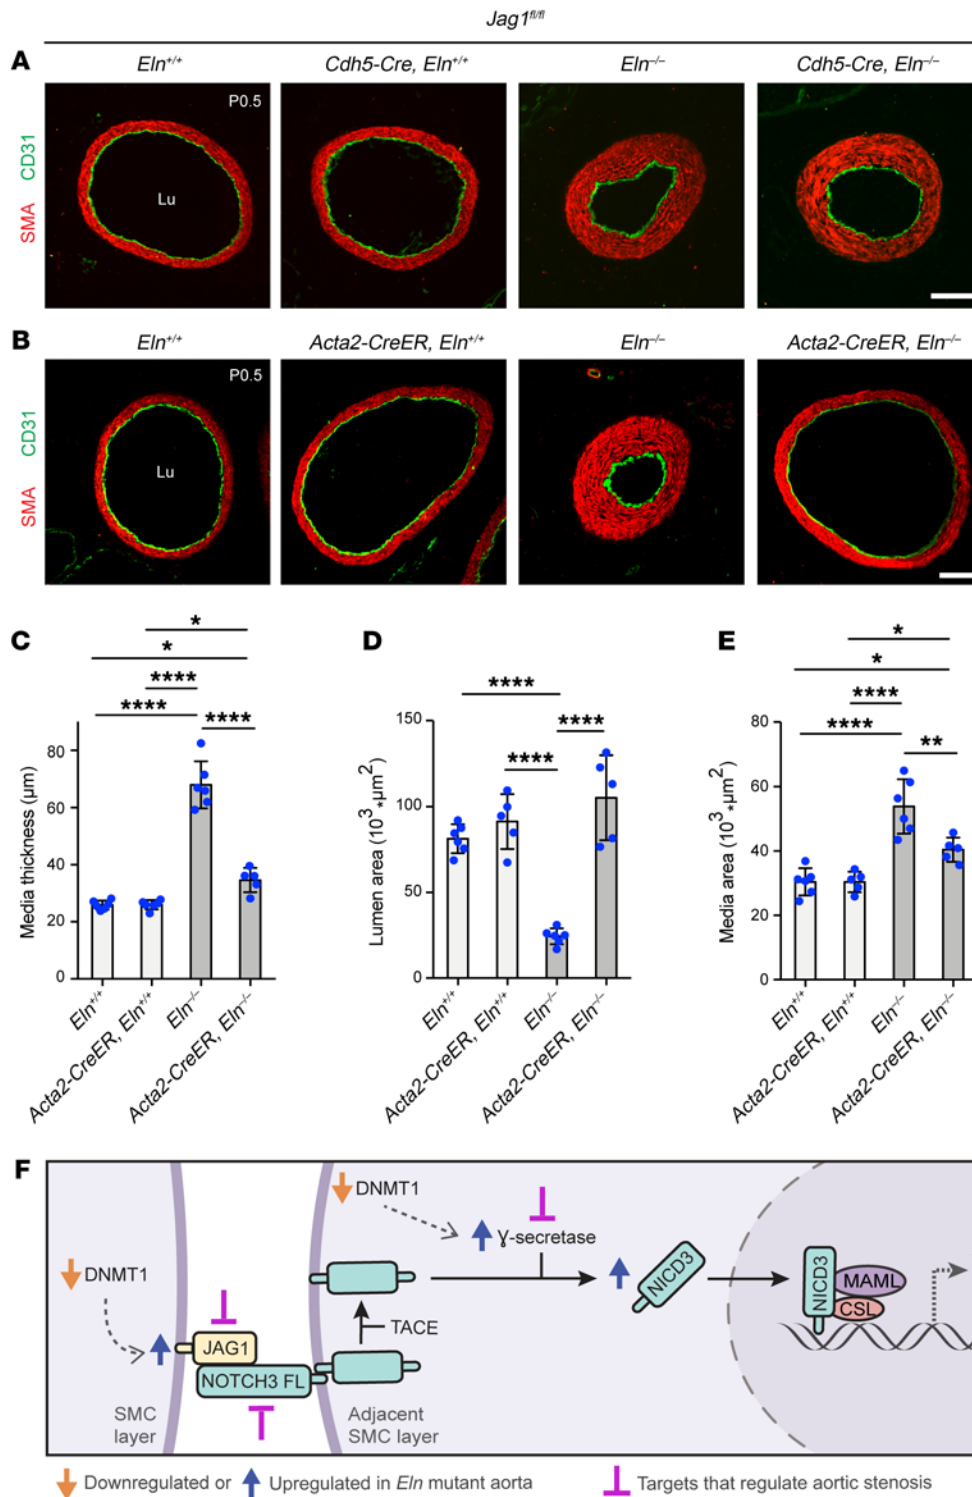 Jag1fl/fl
A
Eln+/+
Cdh5-Cre, Eln+/+
Eln−/−
Cdh5-Cre, Eln−/−
SMA CD31
P0.5
Lu
B
Eln+/+
Acta2-CreER, Eln+/+
Eln−/−
Acta2-CreER, Eln−/−
SMA CD31
P0.5
Lu
C
*
*
****
****
****
Media thickness (µm)
80
60
40
20
0
Eln+/+
Acta2-CreER, Eln+/+
Eln−/−
Acta2-CreER, Eln−/−
D
****
****
****
Lumen area (10³*µm²)
150
100
50
0
Eln+/+
Acta2-CreER, Eln+/+
Eln−/−
Acta2-CreER, Eln−/−
E
*
*
****
****
**
Media area (10³*µm²)
80
60
40
20
0
Eln+/+
Acta2-CreER, Eln+/+
Eln−/−
Acta2-CreER, Eln−/−
F
DNMT1
JAG1
NOTCH3 FL
SMC
layer
DNMT1
γ-secretase
TACE
Adjacent
SMC layer
NICD3
NICD3
MAML
CSL
Downregulated or
Upregulated in Eln mutant aorta
Targets that regulate aortic stenosis